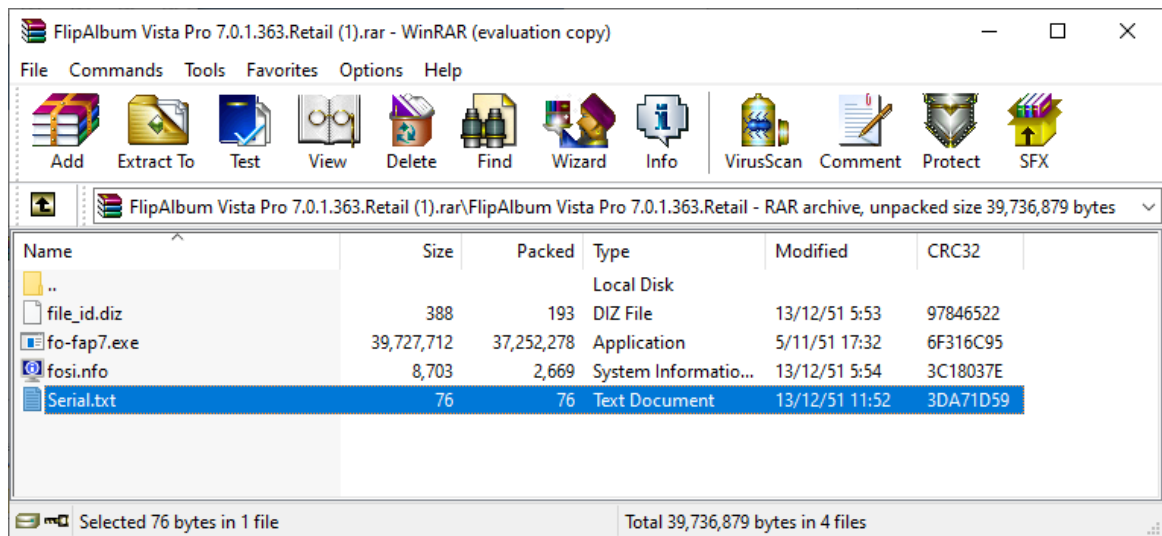 FlipAlbum Vista Pro 7.0.1.363.Retail (1).rar - WinRAR (evaluation copy)
File Commands Tools Favorites Options Help
Add Extract To Test View Delete Find Wizard Info VirusScan Comment Protect SFX
FlipAlbum Vista Pro 7.0.1.363.Retail (1).rar\FlipAlbum Vista Pro 7.0.1.363.Retail - RAR archive, unpacked size 39,736,879 bytes
Name Size Packed Type Modified CRC32
.. Local Disk
file_id.diz 388 193 DIZ File 13/12/51 5:53 97846522
fo-fap7.exe 39,727,712 37,252,278 Application 5/11/51 17:32 6F316C95
fosi.nfo 8,703 2,669 System Informatio... 13/12/51 5:54 3C18037E
Serial.txt 76 76 Text Document 13/12/51 11:52 3DA71D59
Selected 76 bytes in 1 file Total 39,736,879 bytes in 4 files